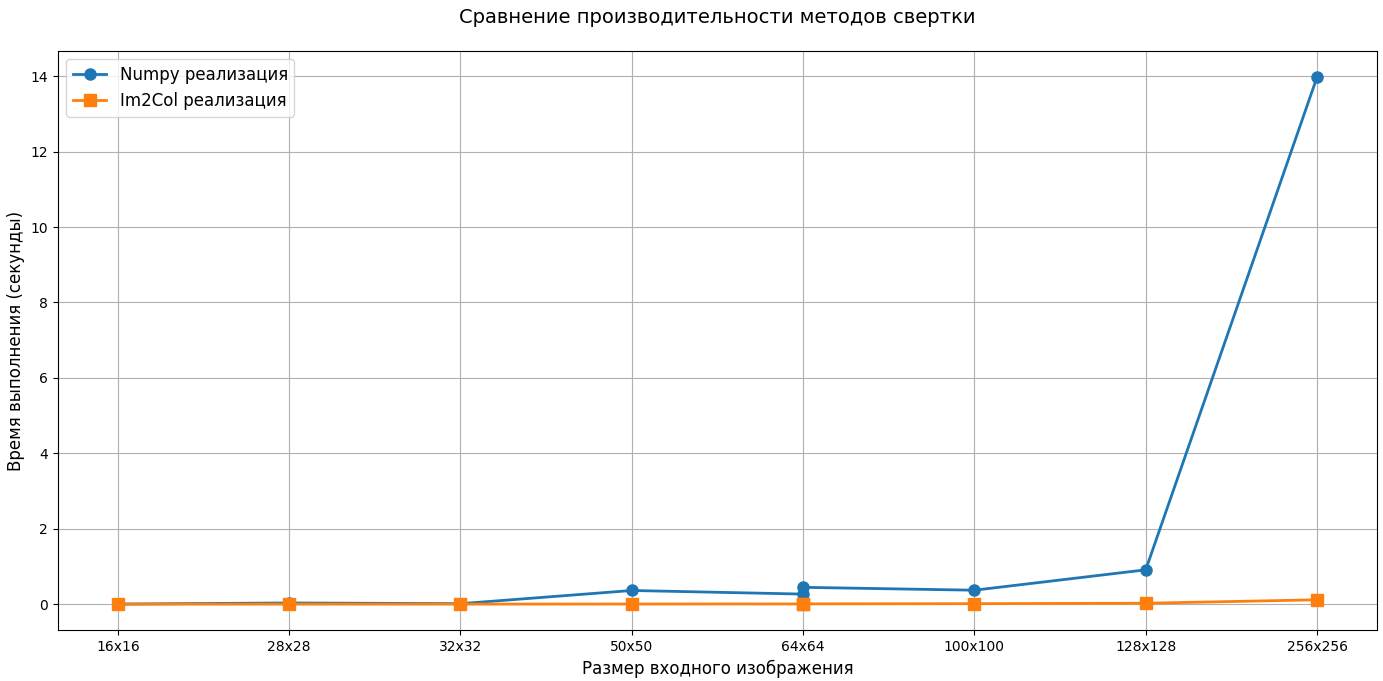 Сравнение производительности методов свертки
Numpy реализация
Im2Col реализация
Время выполнения (секунды)
14
12
10
8
6
4
2
0
16x16 28x28 32x32 50x50 64x64 100x100 128x128 256x256
Размер входного изображения